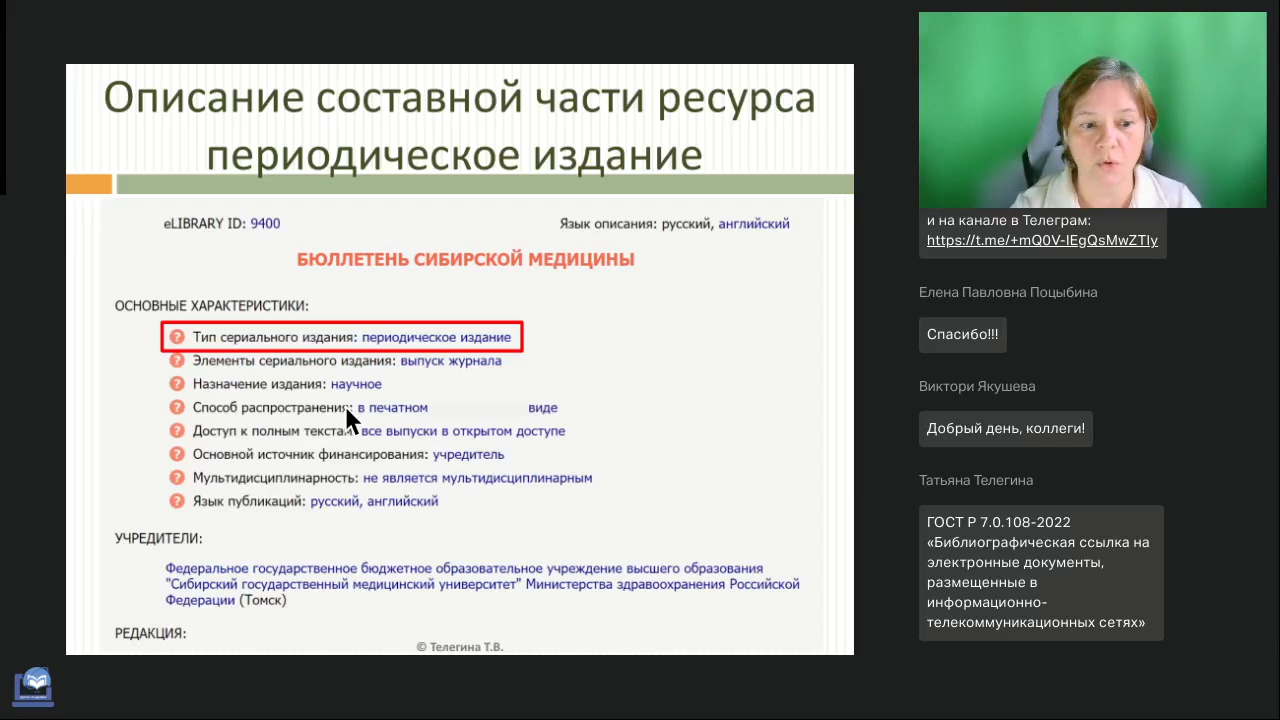 Описание составной части ресурса
периодическое издание
eLIBRARY ID: 9400
Язык описания: русский, английский
БЮЛЛЕТЕНЬ СИБИРСКОЙ МЕДИЦИНЫ
ОСНОВНЫЕ ХАРАКТЕРИСТИКИ:
Тип сериального издания: периодическое издание
Элементы сериального издания: выпуск журнала
Назначение издания: научное
Способ распространения: в печатном виде
Доступ к полным текста все выпуски в открытом доступе
Основной источник финансирования: учредитель
Мультидисциплинарность: не является мультидисциплинарным
Язык публикаций: русский, английский
УЧРЕДИТЕЛИ:
Федеральное государственное бюджетное образовательное учреждение высшего образования
"Сибирский государственный медицинский университет" Министерства здравоохранения Российской
Федерации (Томск)
РЕДАКЦИЯ:
© Телегина Т.В.
и на канале в Телеграм:
https://t.me/+mQ0V-IEgQsMwZTIy
Елена Павловна Поцыбина
Спасибо!!!
Виктори Якушева
Добрый день, коллеги!
Татьяна Телегина
ГОСТ Р 7.0.108-2022
«Библиографическая ссылка на
электронные документы,
размещенные в
информационно-
телекоммуникационных сетях»